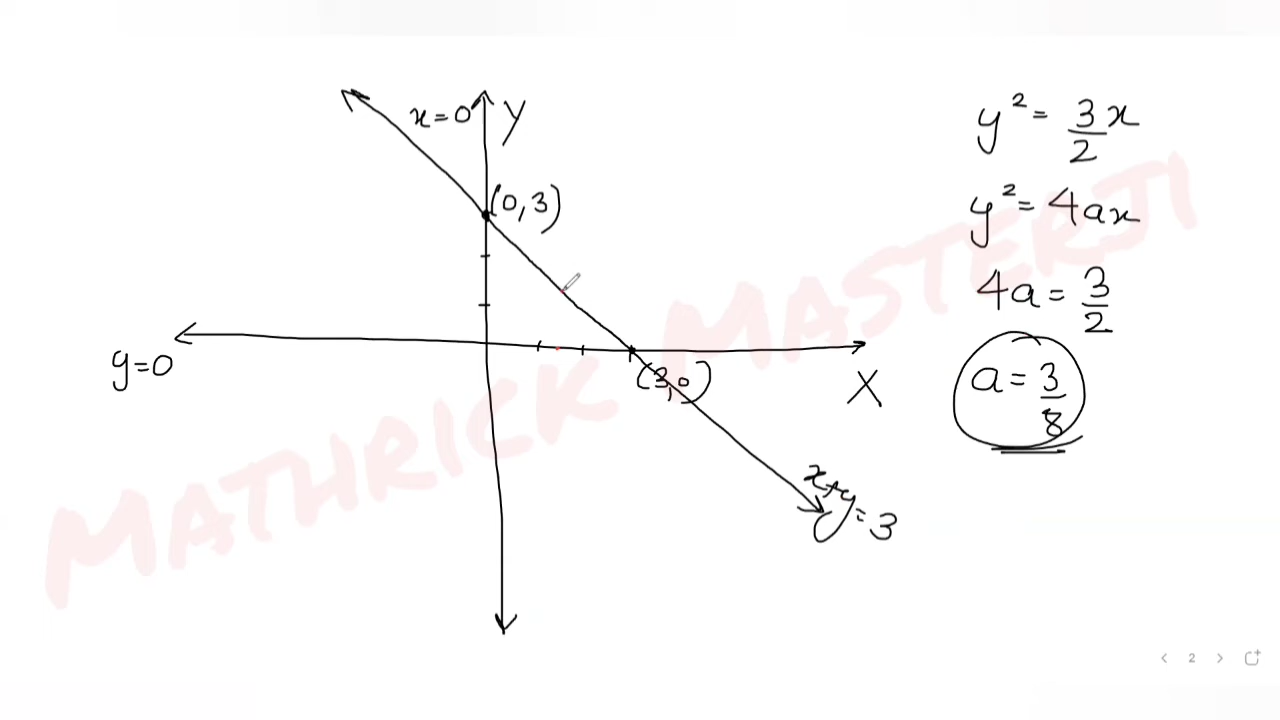 x=0
Y
(0,3)
y=0
(3,0)
X
x+y=3
y² = 3/2 x
y² = 4ax
4a = 3/2
a = 3/8
MATHRICK MASTERJI
< 2 >